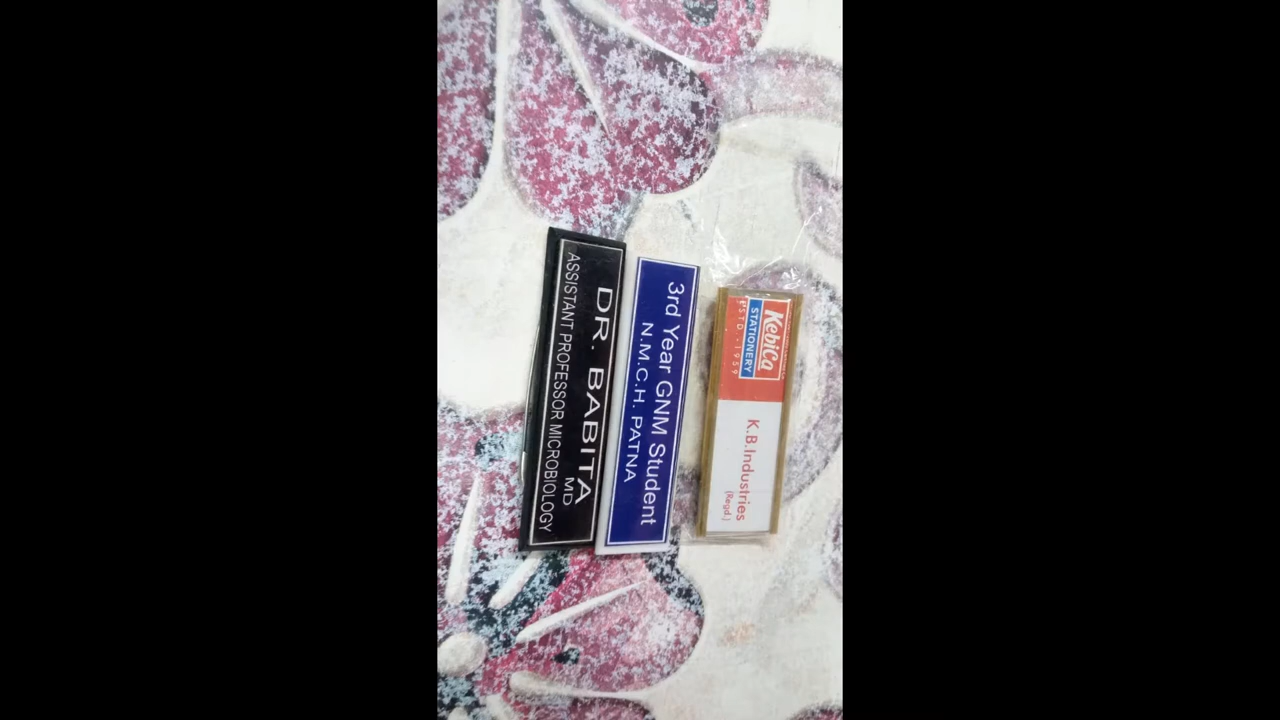 DR. BABITA
MD
ASSISTANT PROFESSOR MICROBIOLOGY
3rd Year GNM Student
N.M.C.H. PATNA
KebiCa
STATIONERY
ESTD.-1959
K.B.Industries
(Regd.)